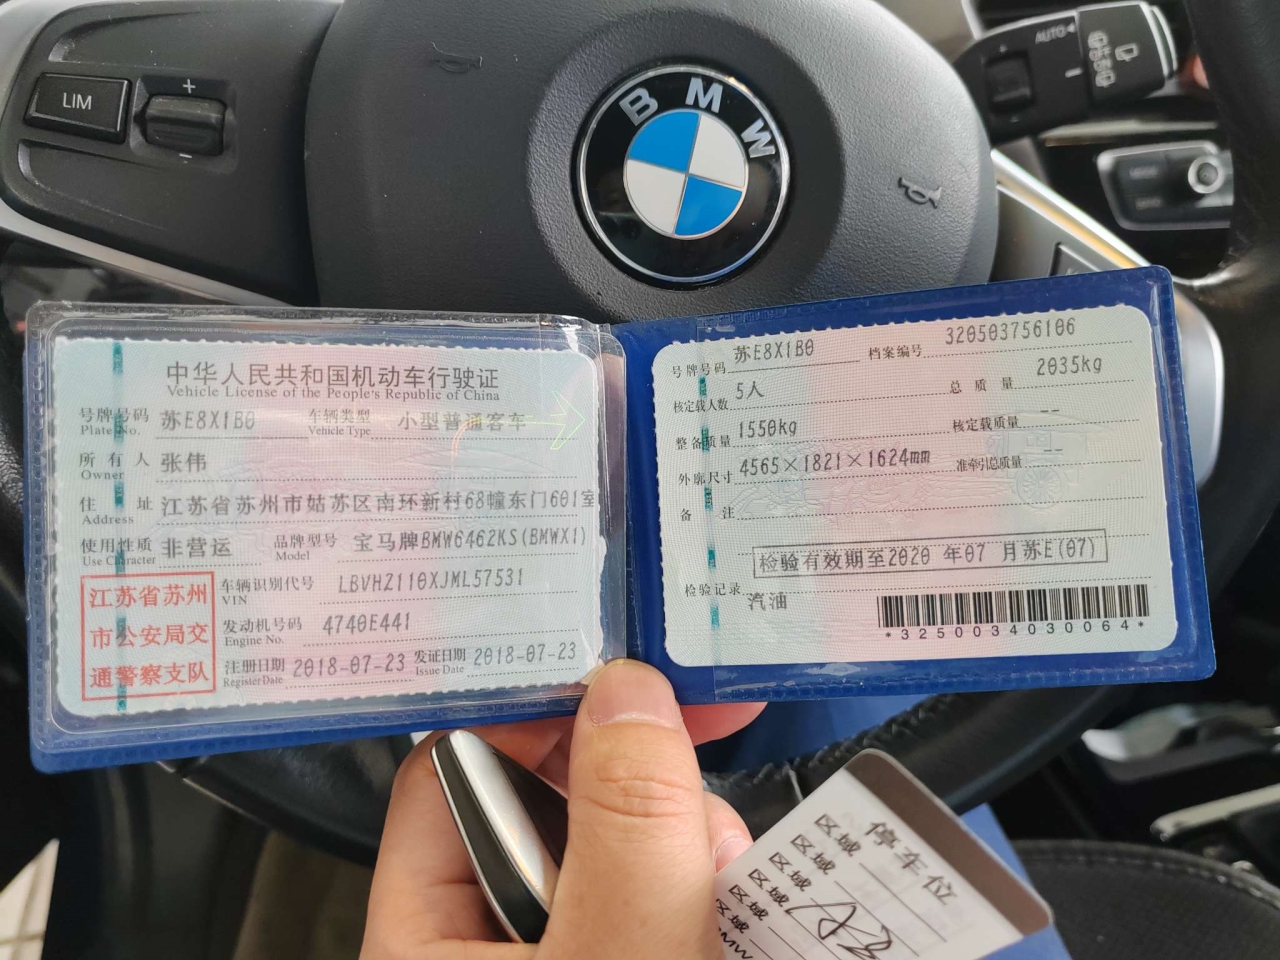 LIM
+
-
BMW
AUTO
中华人民共和国机动车行驶证
Vehicle License of the People's Republic of China
号牌号码 苏E8X1B0 车辆类型 小型普通客车
Plate No. Vehicle Type
所有人 张伟
Owner
住址 江苏省苏州市姑苏区南环新村68幢东门601室
Address
使用性质 非营运 品牌型号 宝马牌BMW6462KS(BMWX1)
Use Character Model
江苏省苏州
市公安局交
通警察支队
车辆识别代号 LBVHZ110XJML57531
VIN
发动机号码 4740E441
Engine No.
注册日期 2018-07-23 发证日期 2018-07-23
Register Date Issue Date
号牌号码 苏E8X1B0 档案编号 320503756106
核定载人数 5人 总质量 2035kg
整备质量 1550kg 核定载质量 --
外廓尺寸 4565×1821×1624mm 准牵引总质量 --
备注
检验有效期至2020 年07 月苏E(07)
检验记录
汽油
*3250034030064*
停车位
区域
区域
区域
区域